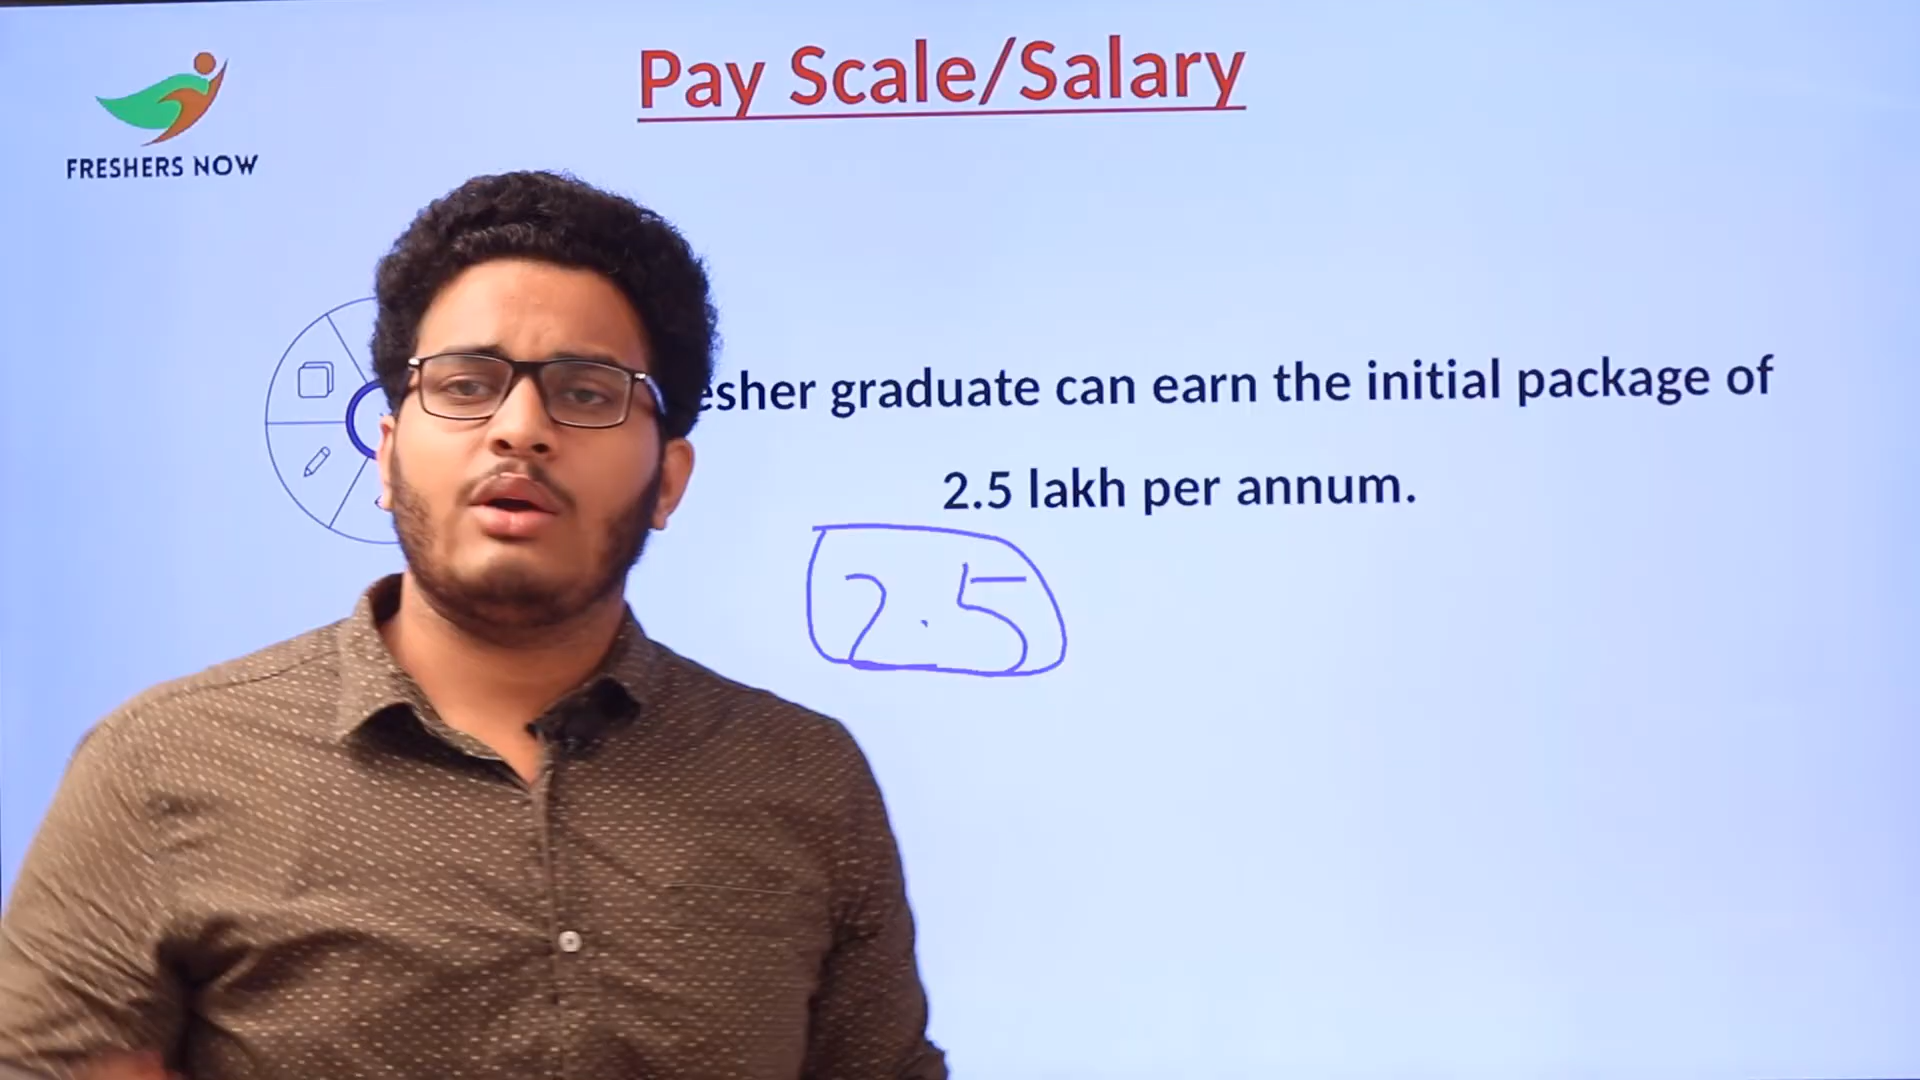 Pay Scale/Salary
FRESHERS NOW
graduate can earn the initial package of
2.5 lakh per annum.
2.5